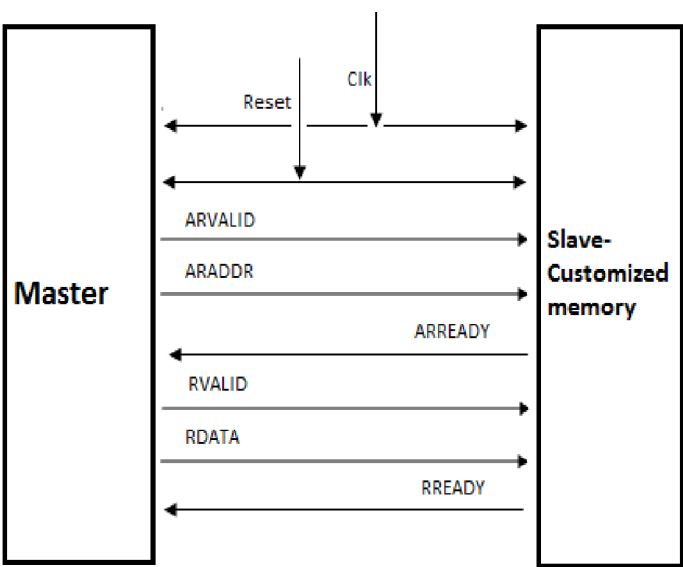 Clk
Reset
ARVALID
ARADDR
Master
Slave-
Customized
memory
ARREADY
RVALID
RDATA
RREADY